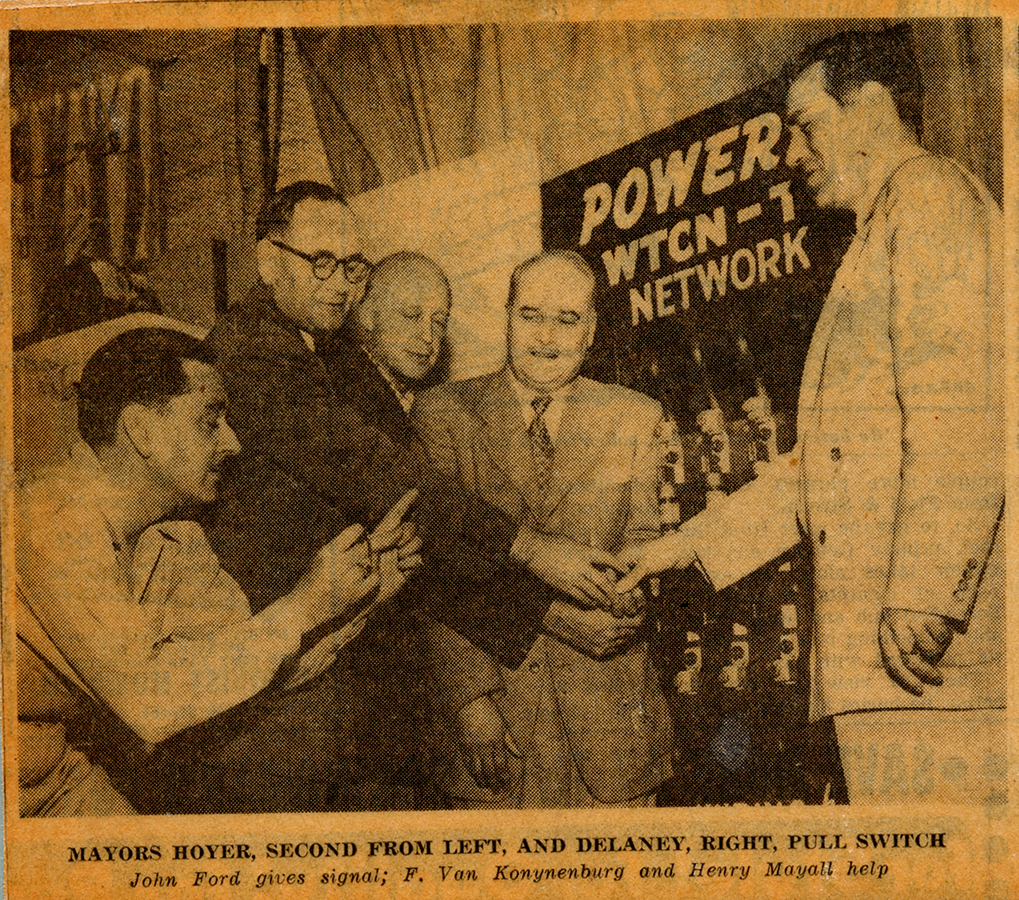 POWER
WTCN-T
NETWORK
MAYORS HOYER, SECOND FROM LEFT, AND DELANEY, RIGHT, PULL SWITCH
John Ford gives signal; F. Van Konynenburg and Henry Mayall help